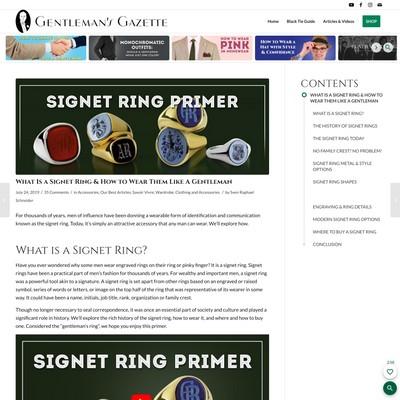 Gentleman's Gazette
Home
Black Tie Guide
Articles & Videos
SHOP
MONOCHROMATIC
OUTFITS:
HOW TO WEAR
PINK
IN MENSWEAR
How to Wear a
Hat with Style
& Confidence
SIGNET RING PRIMER
What Is a Signet Ring & How to Wear Them Like A Gentleman
July 24, 2019 / 35 Comments / in Accessories, Our Best Articles, Savoir Vivre, Wardrobe, Clothing and Accessories / by Sven Raphael
Schneider
For thousands of years, men of influence have been donning a wearable form of identification and communication
known as the signet ring. Today, it's simply an attractive accessory that any man can wear. We'll explore how.
What is a Signet Ring?
Have you ever wondered why some men wear engraved rings on their ring or pinky finger? It is a signet ring. Signet
rings have been a practical part of men's fashion for thousands of years. For wealthy and important men, a signet ring
was a powerful tool akin to a signature. A signet ring is set apart from other rings based on an engraved or raised
symbol, series of words or letters, or image on the top half of the ring that was representative of its wearer in some
way. It could have been a name, initials, job title, rank, organization or family crest.
Though no longer necessary to seal correspondence, it was once an essential part of society and culture and played a
significant role in history. We'll explore the rich history of the signet ring, how to wear it, and where and how to buy
one. Considered the "gentleman's ring", we hope you enjoy this primer.
SIGNET RING PRIMER
CONTENTS
WHAT IS A SIGNET RING & HOW TO
WEAR THEM LIKE A GENTLEMAN
WHAT IS A SIGNET RING?
THE HISTORY OF SIGNET RINGS
THE SIGNET RING TODAY
NO FAMILY CREST? NO PROBLEM!
SIGNET RING METAL & STYLE
OPTIONS
SIGNET RING SHAPES
ENGRAVING & RING DETAILS
MODERN SIGNET RING OPTIONS
WHERE TO BUY A SIGNET RING
CONCLUSION